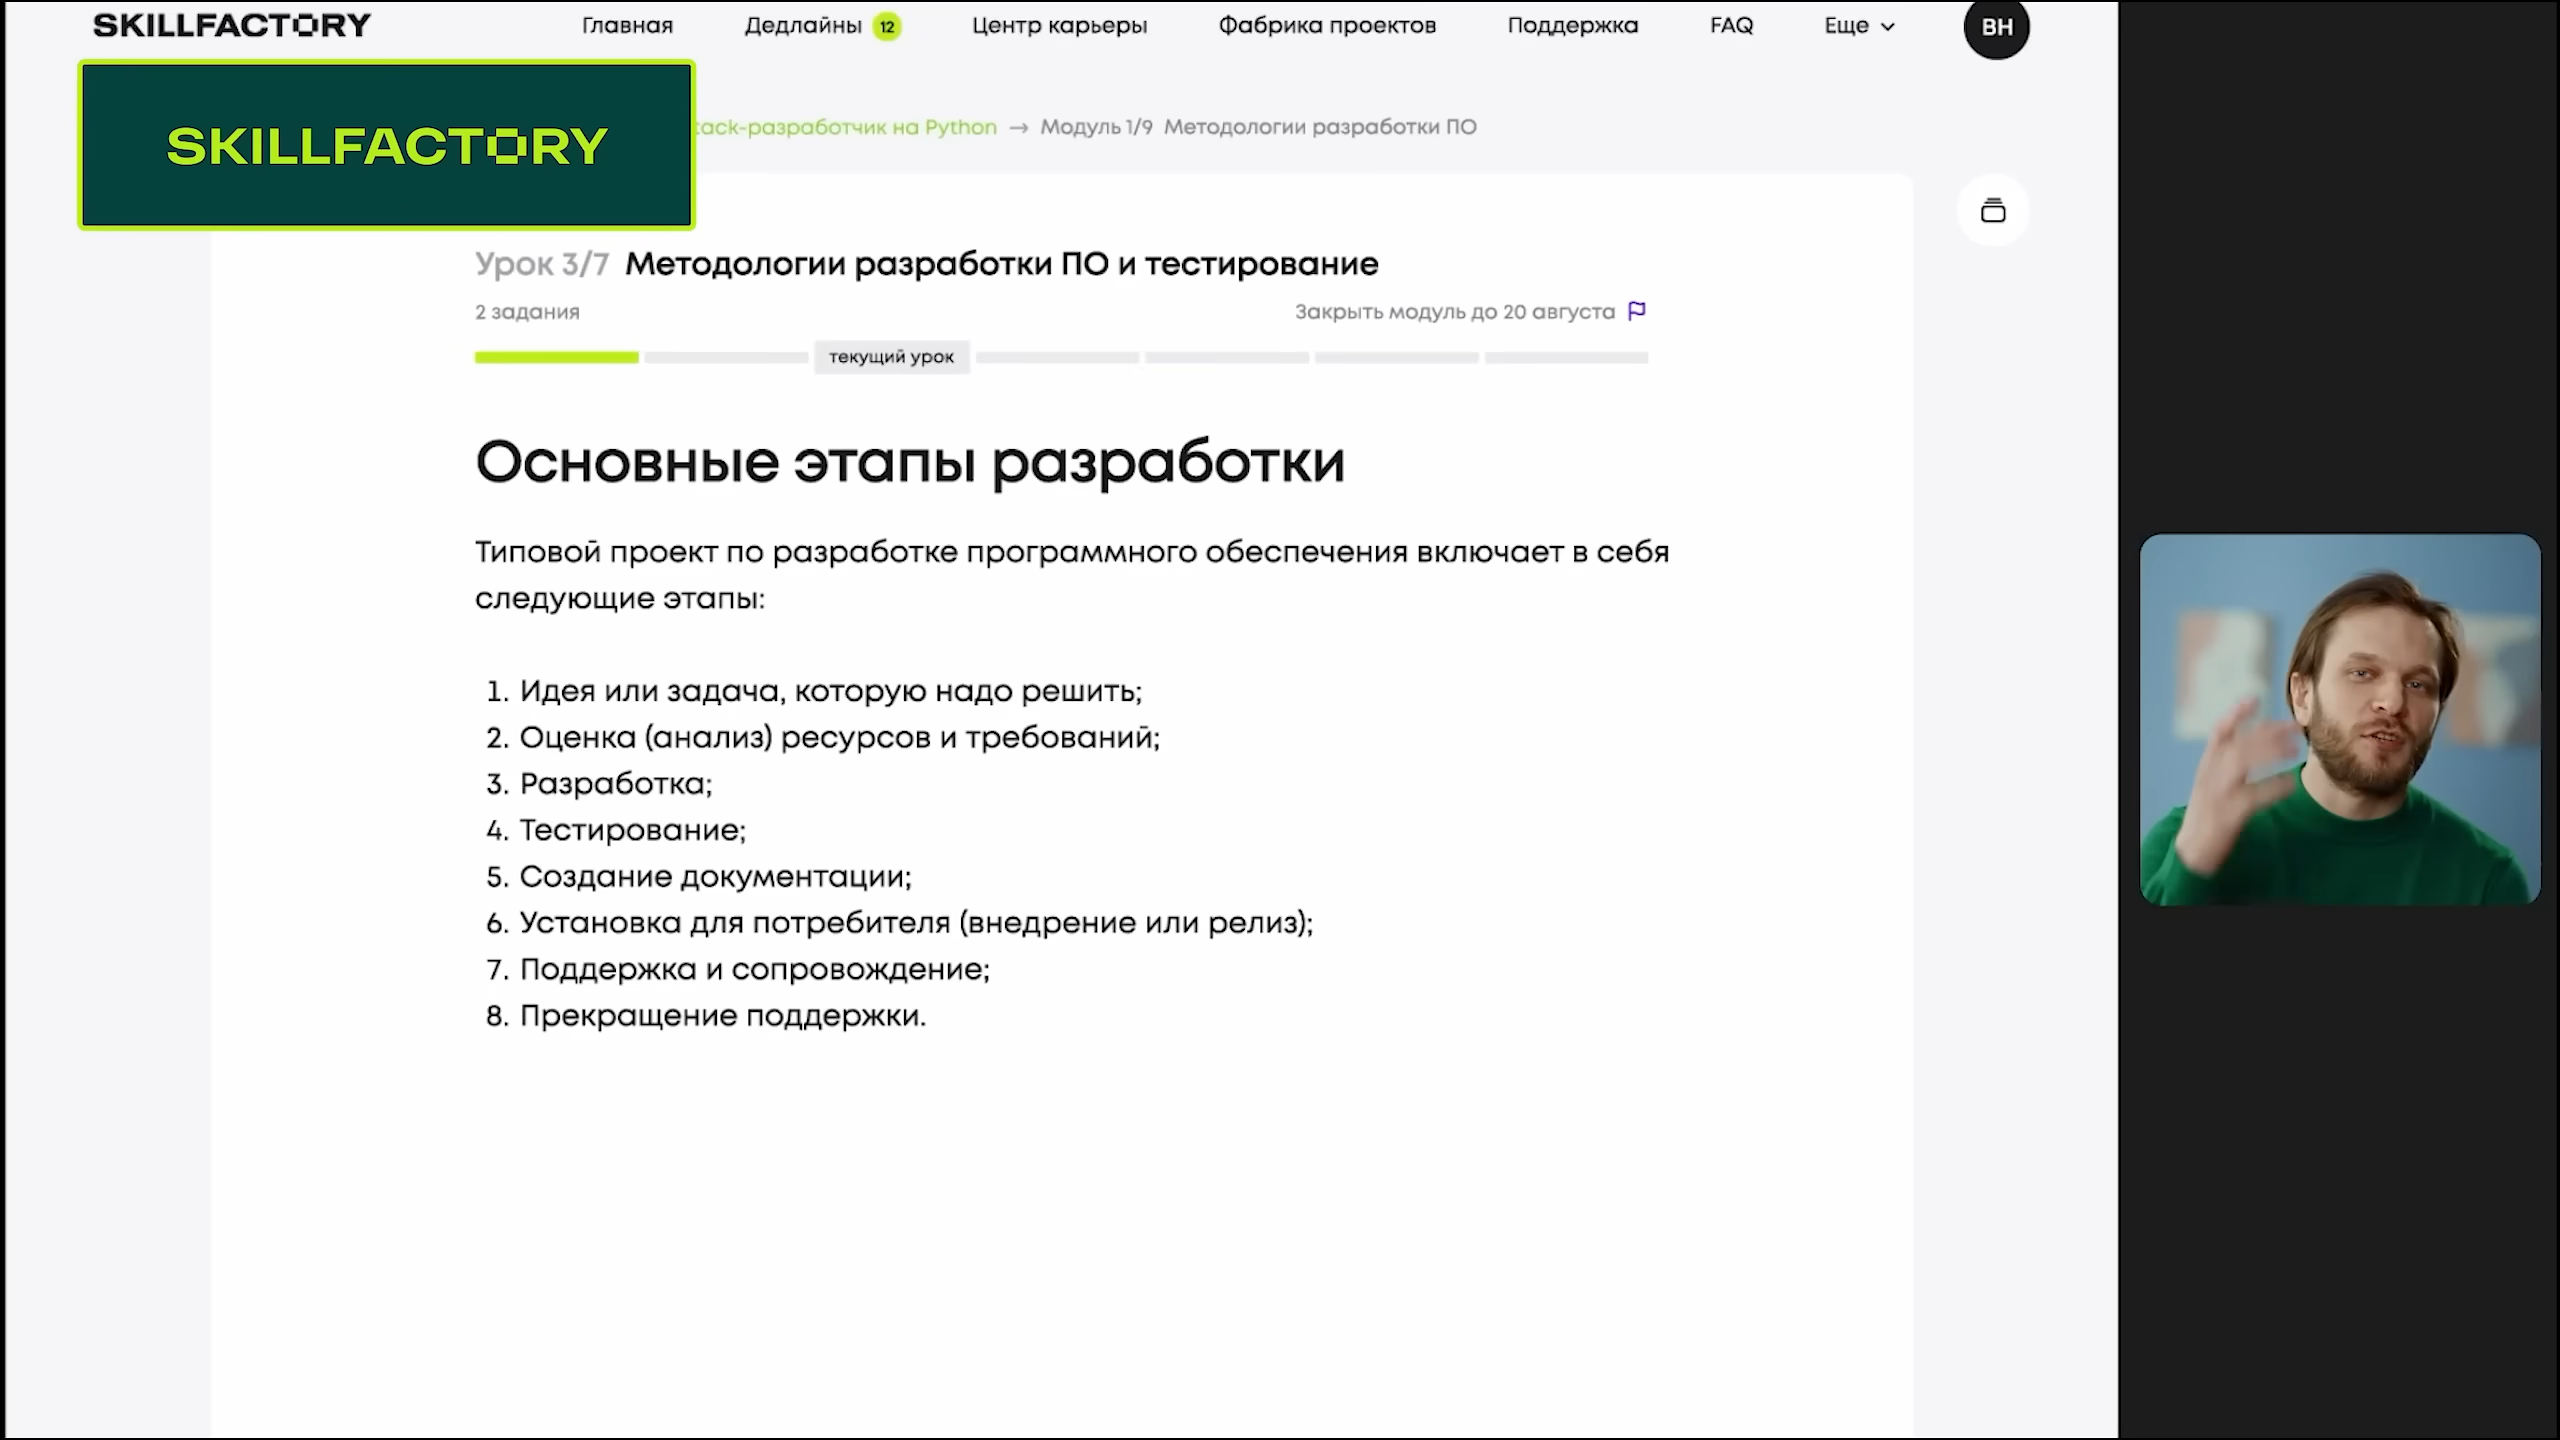 SKILLFACTORY
Главная
Дедлайны 12
Центр карьеры
Фабрика проектов
Поддержка
FAQ
Еще
ВН
SKILLFACTORY
на Python → Модуль 1/9 Методологии разработки ПО
Урок 3/7 Методологии разработки ПО и тестирование
2 задания
Закрыть модуль до 20 августа
текущий урок
Основные этапы разработки
Типовой проект по разработке программного обеспечения включает в себя
следующие этапы:
1. Идея или задача, которую надо решить;
2. Оценка (анализ) ресурсов и требований;
3. Разработка;
4. Тестирование;
5. Создание документации;
6. Установка для потребителя (внедрение или релиз);
7. Поддержка и сопровождение;
8. Прекращение поддержки.